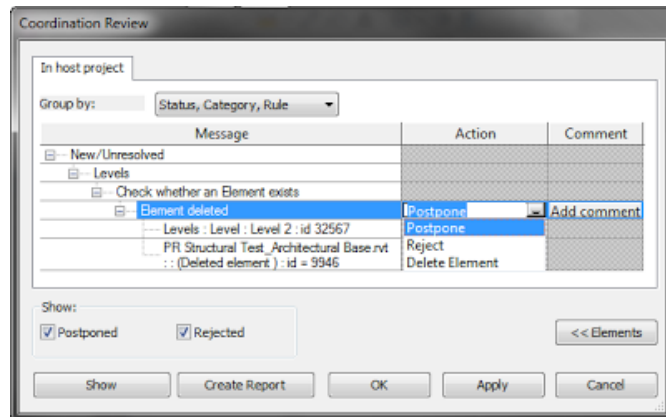 Coordination Review
In host project
Group by: Status, Category, Rule
Message Action Comment
New/Unresolved
Levels
Check whether an Element exists
Element deleted Postpone Add comment
Levels : Level : Level 2 : id 32567 Postpone
PR Structural Test_Architectural Base.rvt Reject
: : (Deleted element ) : id = 9946 Delete Element
Show:
Postponed Rejected << Elements
Show Create Report OK Apply Cancel